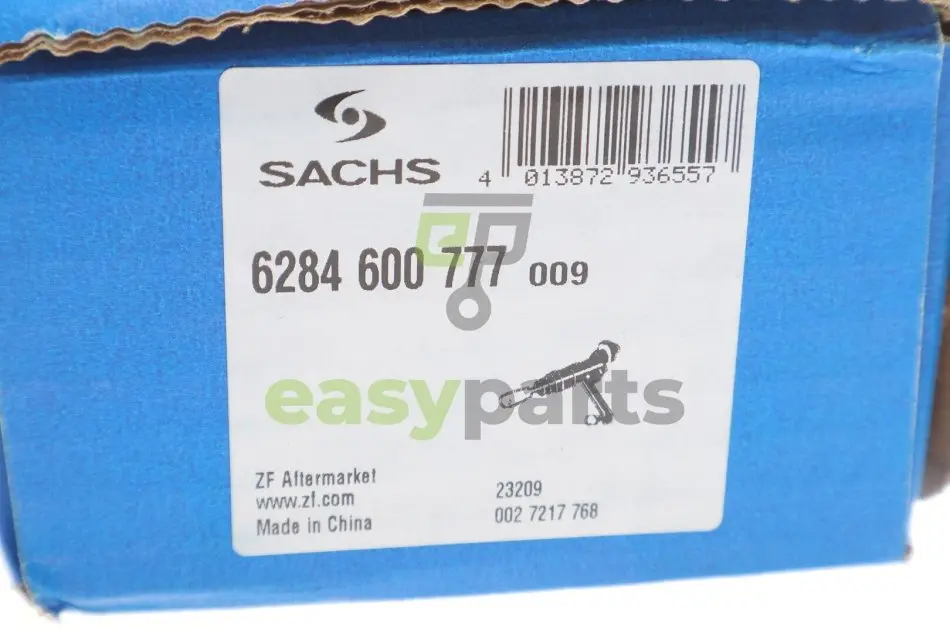 SACHS
4 013872 936557
6284 600 777 009
easyparts
ZF Aftermarket
www.zf.com
Made in China
23209
002 7217 768